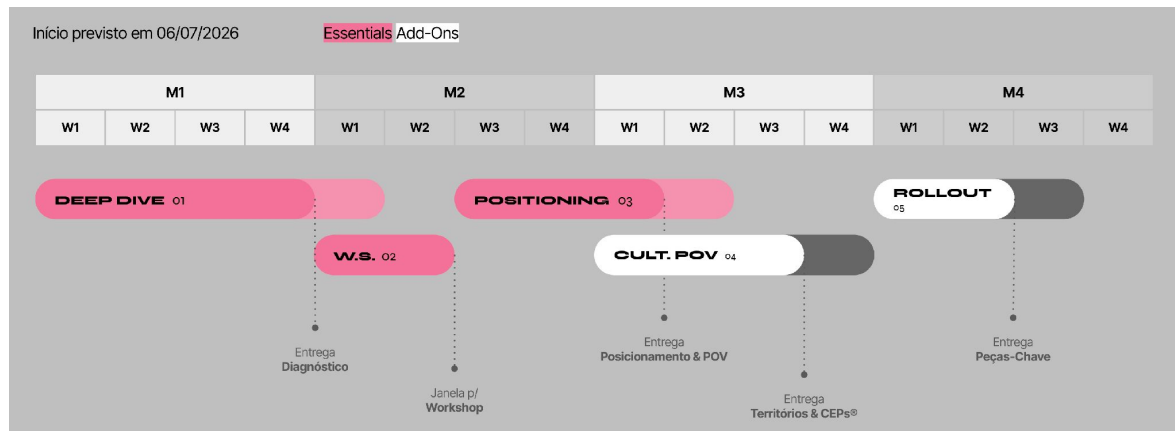 Início previsto em 06/07/2026
Essentials Add-Ons
M1 M2 M3 M4
W1 W2 W3 W4 W1 W2 W3 W4 W1 W2 W3 W4 W1 W2 W3 W4
DEEP DIVE 01
POSITIONING 03
ROLLOUT
05
W.S. 02
CULT. POV 04
Entrega
Diagnóstico
Janela p/
Workshop
Entrega
Posicionamento & POV
Entrega
Territórios & CEPs®
Entrega
Peças-Chave